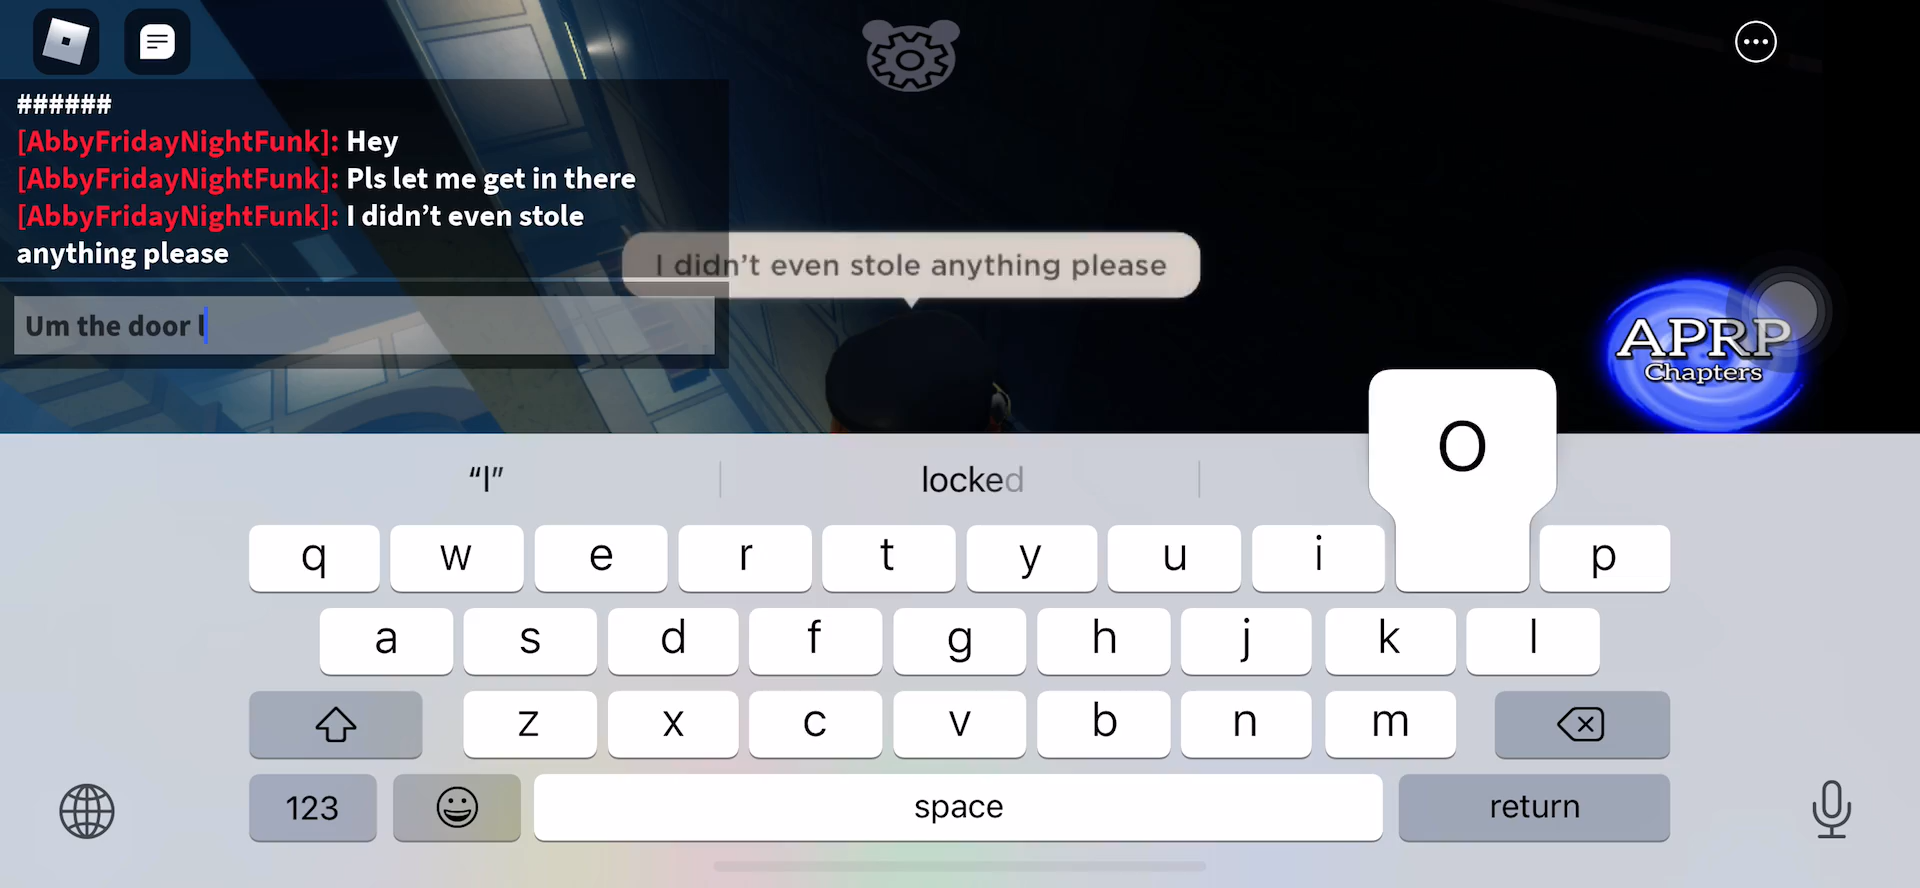 ######
[AbbyFridayNightFunk]: Hey
[AbbyFridayNightFunk]: Pls let me get in there
[AbbyFridayNightFunk]: I didn’t even stole
anything please
I didn’t even stole anything please
Um the door l
APRP
Chapters
“l” locked
O
q w e r t y u i p
a s d f g h j k l
z x c v b n m
123 space return